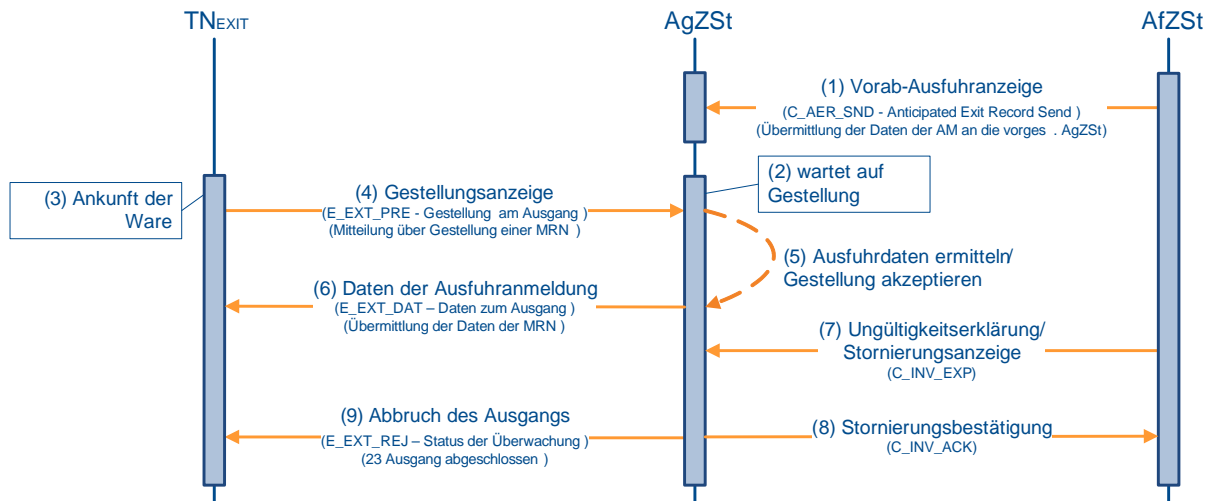 TNEXIT
AgZSt
AfZSt
(1) Vorab-Ausfuhranzeige
(C_AER_SND - Anticipated Exit Record Send )
(Übermittlung der Daten der AM an die vorges . AgZSt)
(2) wartet auf
Gestellung
(3) Ankunft der
Ware
(4) Gestellungsanzeige
(E_EXT_PRE - Gestellung am Ausgang )
(Mitteilung über Gestellung einer MRN )
(5) Ausfuhrdaten ermitteln/
Gestellung akzeptieren
(6) Daten der Ausfuhranmeldung
(E_EXT_DAT – Daten zum Ausgang )
(Übermittlung der Daten der MRN )
(7) Ungültigkeitserklärung/
Stornierungsanzeige
(C_INV_EXP)
(9) Abbruch des Ausgangs
(E_EXT_REJ – Status der Überwachung )
(23 Ausgang abgeschlossen )
(8) Stornierungsbestätigung
(C_INV_ACK)